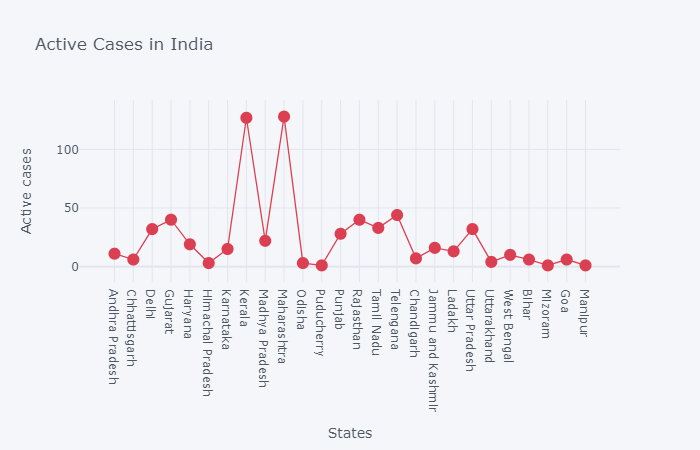 Active Cases in India
Active cases
100
50
0
Andhra Pradesh
Chhattisgarh
Delhi
Gujarat
Haryana
Himachal Pradesh
Karnataka
Kerala
Madhya Pradesh
Maharashtra
Odisha
Puducherry
Punjab
Rajasthan
Tamil Nadu
Telengana
Chandigarh
Jammu and Kashmir
Ladakh
Uttar Pradesh
Uttarakhand
West Bengal
Bihar
Mizoram
Goa
Manipur
States